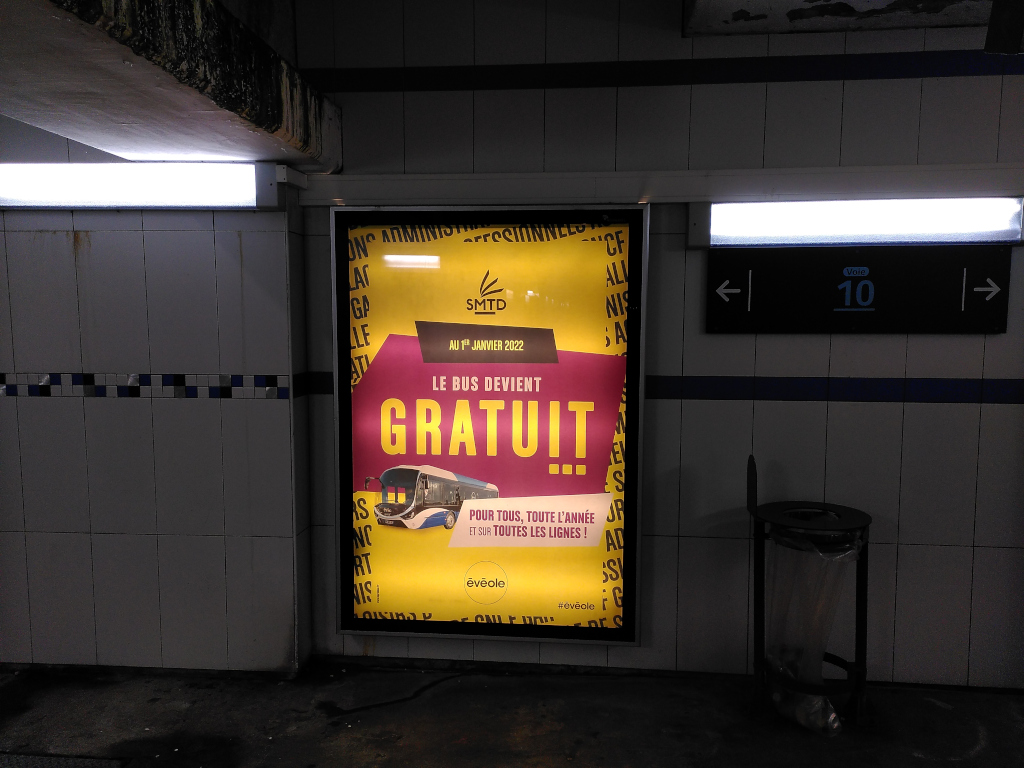 ADMINISTRA
SMTD
AU 1ER JANVIER 2022
LE BUS DEVIENT
GRATUIT
POUR TOUS, TOUTE L'ANNÉE
ET SUR TOUTES LES LIGNES !
évéole
#évéole
Voie
10